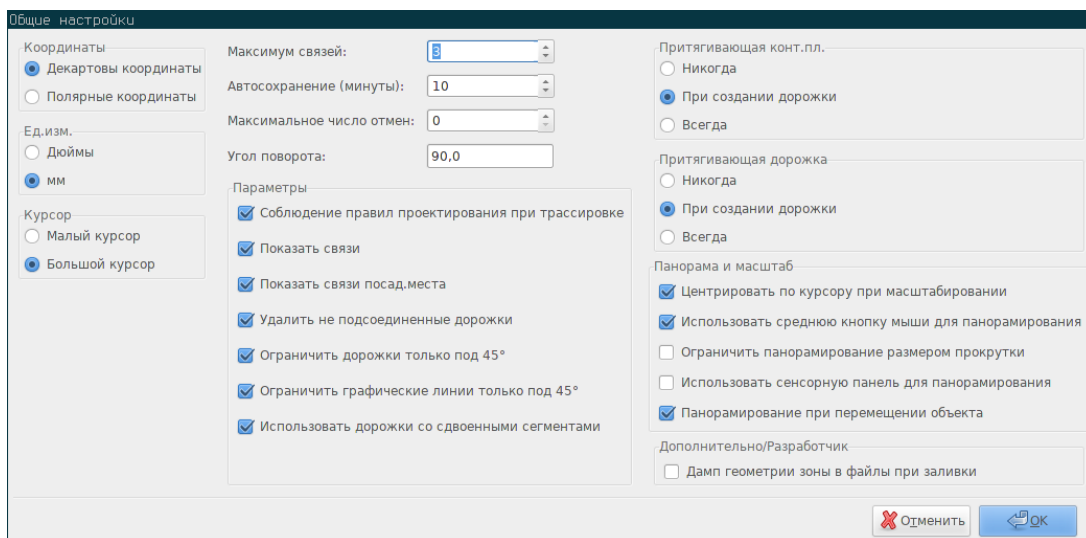 Общие настройки
Координаты
Декартовы координаты
Полярные координаты
Ед.изм.
Дюймы
мм
Курсор
Малый курсор
Большой курсор
Максимум связей: 3
Автосохранение (минуты): 10
Максимальное число отмен: 0
Угол поворота: 90,0
Параметры
Соблюдение правил проектирования при трассировке
Показать связи
Показать связи посад.места
Удалить не подсоединенные дорожки
Ограничить дорожки только под 45°
Ограничить графические линии только под 45°
Использовать дорожки со сдвоенными сегментами
Притягивающая конт.пл.
Никогда
При создании дорожки
Всегда
Притягивающая дорожка
Никогда
При создании дорожки
Всегда
Панорама и масштаб
Центрировать по курсору при масштабировании
Использовать среднюю кнопку мыши для панорамирования
Ограничить панорамирование размером прокрутки
Использовать сенсорную панель для панорамирования
Панорамирование при перемещении объекта
Дополнительно/Разработчик
Дамп геометрии зоны в файлы при заливки
Отменить
OK